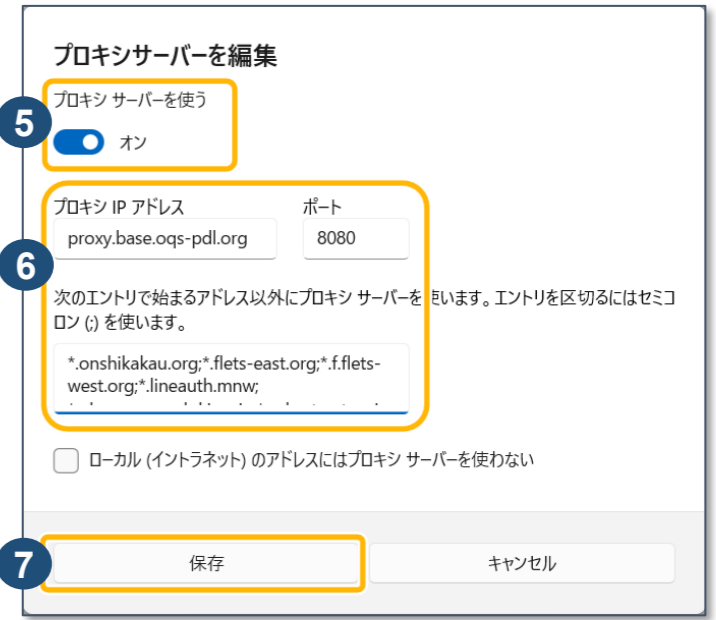 プロキシサーバーを編集
5
プロキシ サーバーを使う
オン
6
プロキシ IP アドレス ポート
proxy.base.oqs-pdl.org 8080
次のエントリで始まるアドレス以外にプロキシ サーバーを使います。エントリを区切るにはセミコ
ロン (;) を使います。
*.onshikakau.org;*.flets-east.org;*.f.flets-
west.org;*.lineauth.mnw;
ローカル (イントラネット) のアドレスにはプロキシ サーバーを使わない
7
保存 キャンセル